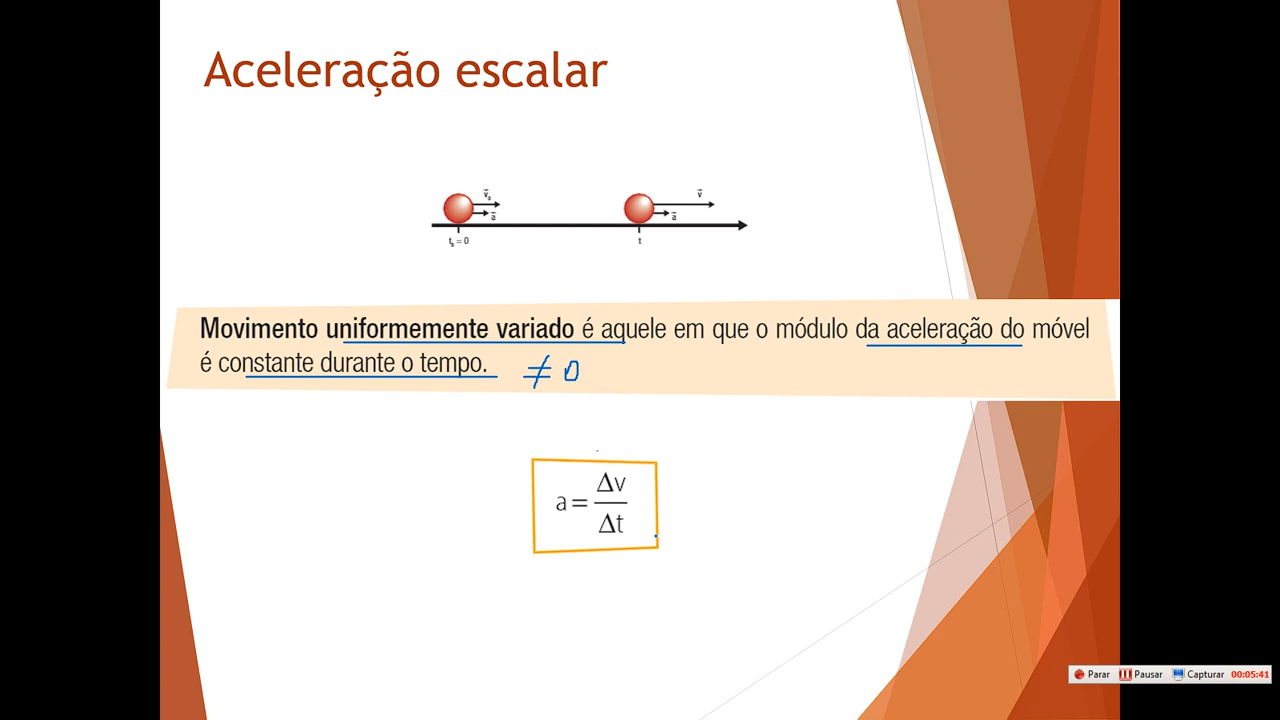 Aceleração escalar
v₀ v
a a
t₀ = 0 t
Movimento uniformemente variado é aquele em que o módulo da aceleração do móvel
é constante durante o tempo. ≠ 0
a = Δv/Δt
Parar Pausar Capturar 00:05:41